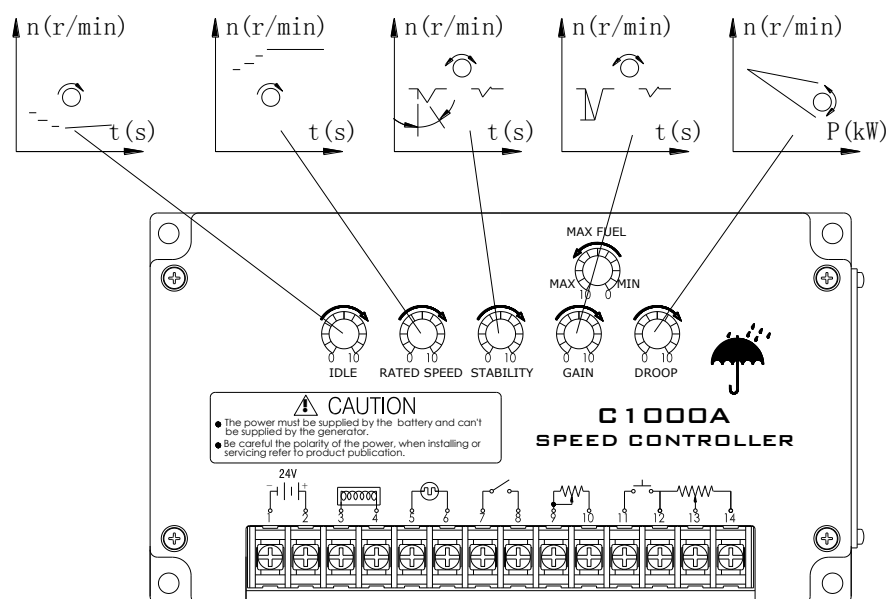 n(r/min) n(r/min) n(r/min) n(r/min) n(r/min)
t(s) t(s) t(s) t(s) P(kW)
MAX FUEL
MAX MIN
10 0
0 10 0 10 0 10 0 10 0 10
IDLE RATED SPEED STABILITY GAIN DROOP
CAUTION
● The power must be supplied by the battery and can't
be supplied by the generator.
● Be careful the polarity of the power, when installing or
servicing refer to product publication.
C1000A
SPEED CONTROLLER
24V
- +
1 2 3 4 5 6 7 8 9 10 11 12 13 14